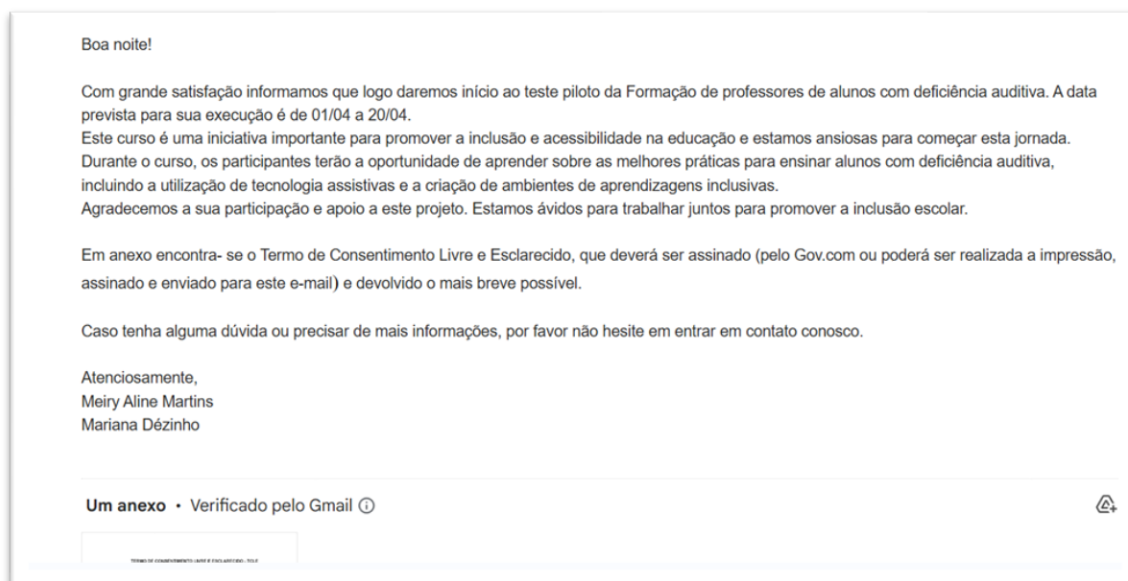 Boa noite!
Com grande satisfação informamos que logo daremos início ao teste piloto da Formação de professores de alunos com deficiência auditiva. A data
prevista para sua execução é de 01/04 a 20/04.
Este curso é uma iniciativa importante para promover a inclusão e acessibilidade na educação e estamos ansiosas para começar esta jornada.
Durante o curso, os participantes terão a oportunidade de aprender sobre as melhores práticas para ensinar alunos com deficiência auditiva,
incluindo a utilização de tecnologia assistivas e a criação de ambientes de aprendizagens inclusivas.
Agradecemos a sua participação e apoio a este projeto. Estamos ávidos para trabalhar juntos para promover a inclusão escolar.
Em anexo encontra- se o Termo de Consentimento Livre e Esclarecido, que deverá ser assinado (pelo Gov.com ou poderá ser realizada a impressão,
assinado e enviado para este e-mail) e devolvido o mais breve possível.
Caso tenha alguma dúvida ou precisar de mais informações, por favor não hesite em entrar em contato conosco.
Atenciosamente,
Meiry Aline Martins
Mariana Dézinho
Um anexo • Verificado pelo Gmail
TERMO DE CONSENTIMENTO LIVRE E ESCLARECIDO - TCLE